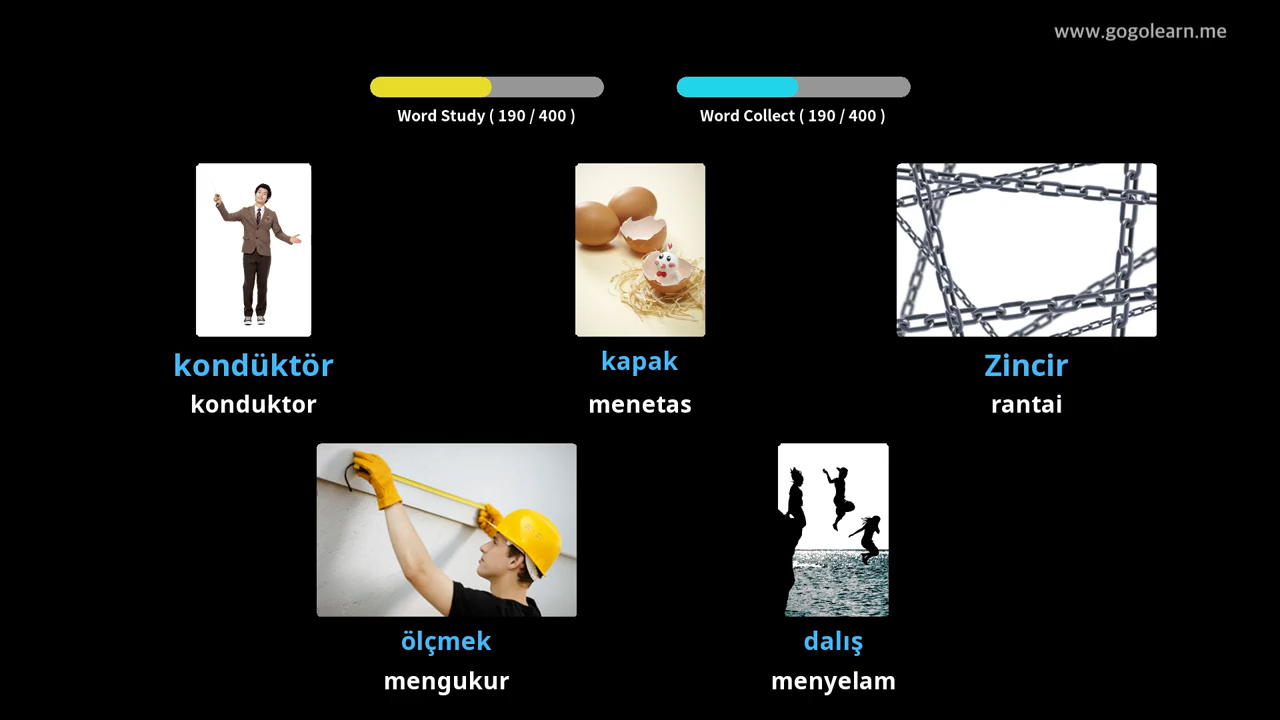 www.gogolearn.me
Word Study ( 190 / 400 )
Word Collect ( 190 / 400 )
kondüktör
konduktor
kapak
menetas
Zincir
rantai
ölçmek
mengukur
dalış
menyelam